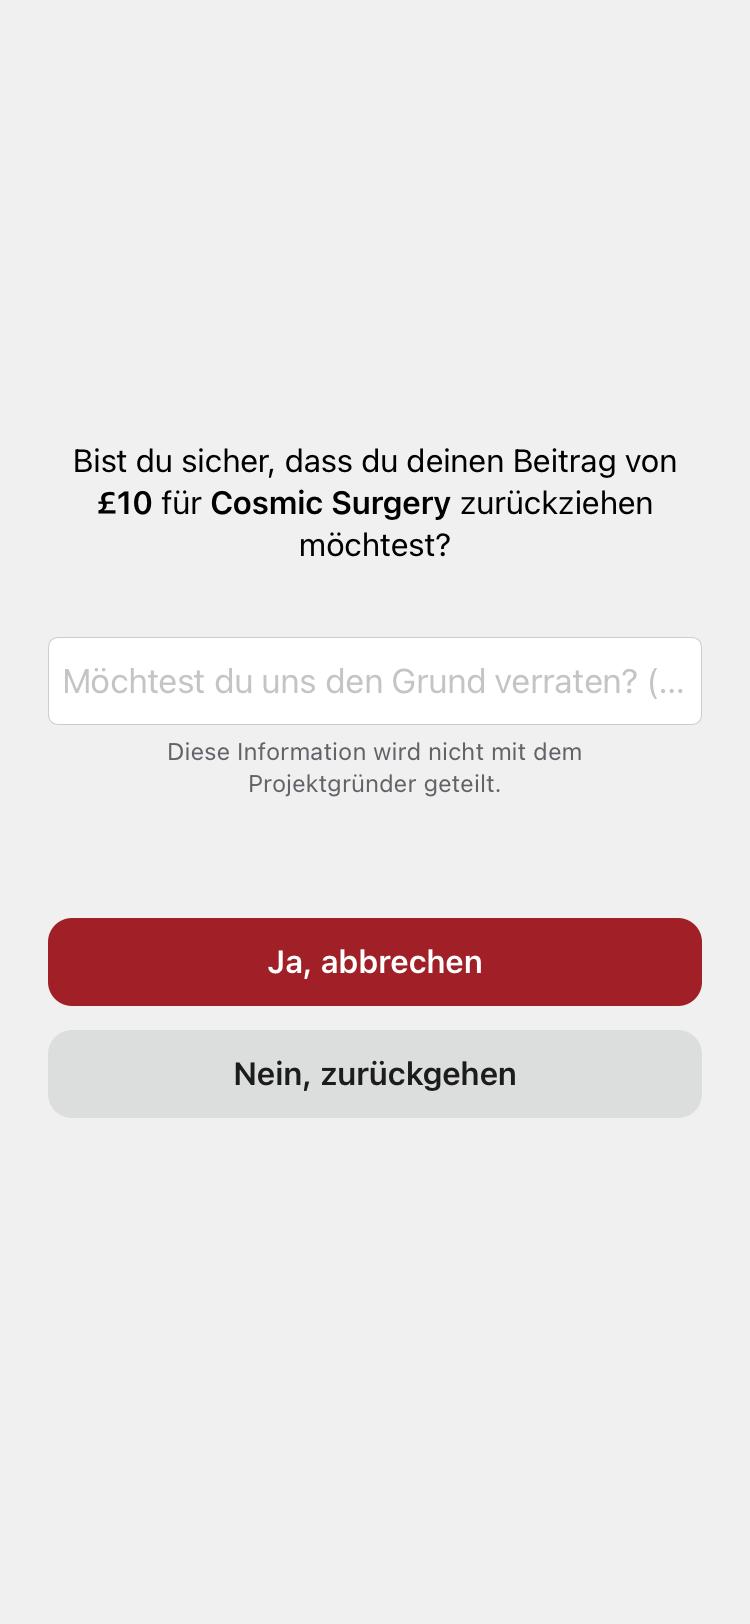 Bist du sicher, dass du deinen Beitrag von
£10 für Cosmic Surgery zurückziehen
möchtest?
Möchtest du uns den Grund verraten? (...
Diese Information wird nicht mit dem
Projektgründer geteilt.
Ja, abbrechen
Nein, zurückgehen